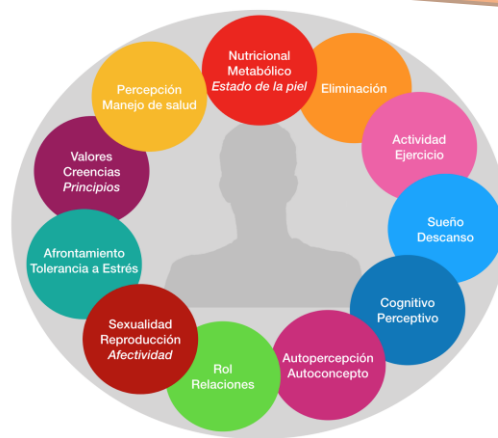 Nutricional
Metabólico
Estado de la piel
Eliminación
Actividad
Ejercicio
Sueño
Descanso
Cognitivo
Perceptivo
Autopercepción
Autoconcepto
Rol
Relaciones
Sexualidad
Reproducción
Afectividad
Afrontamiento
Tolerancia a Estrés
Valores
Creencias
Principios
Percepción
Manejo de salud